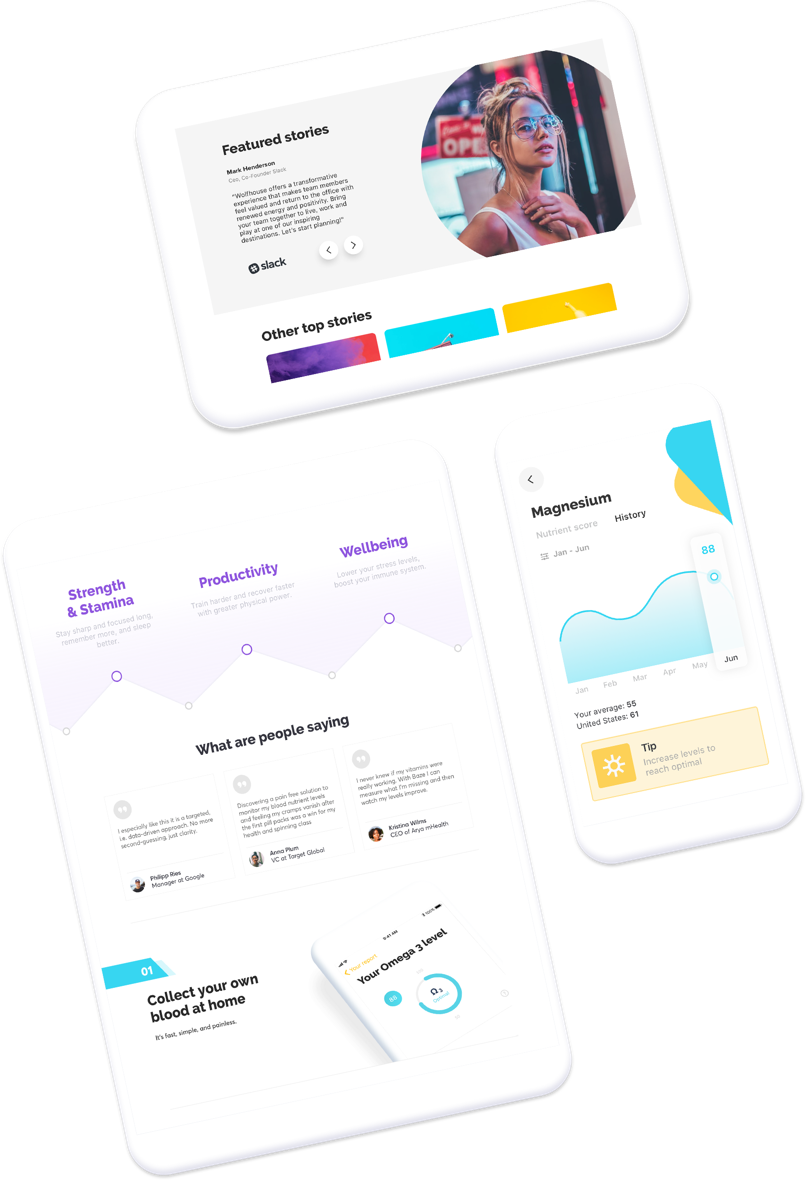 Featured stories
Mark Henderson
Ceo, Co-Founder Slack
"Wolfhouse offers a transformative
experience that makes team members
feel valued and return to the office with
renewed energy and positivity. Bring
your team together to live, work and
play at one of our inspiring
destinations. Let's start planning!"
slack
OPE
Other top stories
Magnesium
Nutrient score
History
Jan - Jun
88
Jan
Feb
Mar
Apr
May
Jun
Your average: 55
United States: 61
Tip
Increase levels to
reach optimal
Strength
& Stamina
Stay sharp and focused long,
remember more, and sleep
better.
Productivity
Train harder and recover faster
with greater physical power.
Wellbeing
Lower your stress levels,
boost your immune system.
What are people saying
I especially like this it is a targeted,
i.e. data-driven approach. No more
second-guessing, just clarity.
Philipp Ries
Manager at Google
Discovering a pain free solution to
monitor my blood nutrient levels
and feeling my cramps vanish after
the first pill packs was a win for my
health and spinning class
Anna Plum
VC at Target Global
I never knew if my vitamins were
really working. With Baze I can
measure what I'm missing and then
watch my levels improve.
Kristina Wilms
CEO of Arya mHealth
01
Collect your own
blood at home
It's fast, simple, and painless.
9:41 AM
100%
Your report
Your Omega 3 level
88
Ω3
Optimal